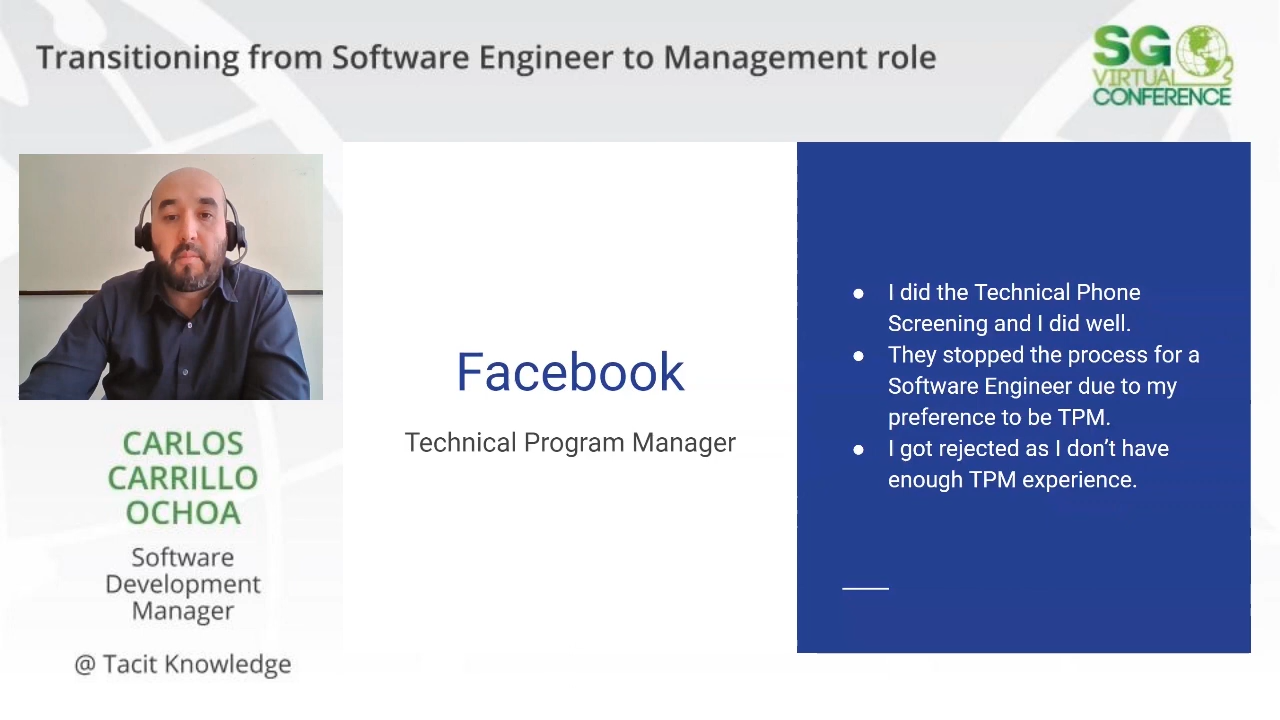 Transitioning from Software Engineer to Management role
SG
VIRTUAL
CONFERENCE
CARLOS
CARRILLO
OCHOA
Software
Development
Manager
@ Tacit Knowledge
Facebook
Technical Program Manager
● I did the Technical Phone
Screening and I did well.
● They stopped the process for a
Software Engineer due to my
preference to be TPM.
● I got rejected as I don’t have
enough TPM experience.